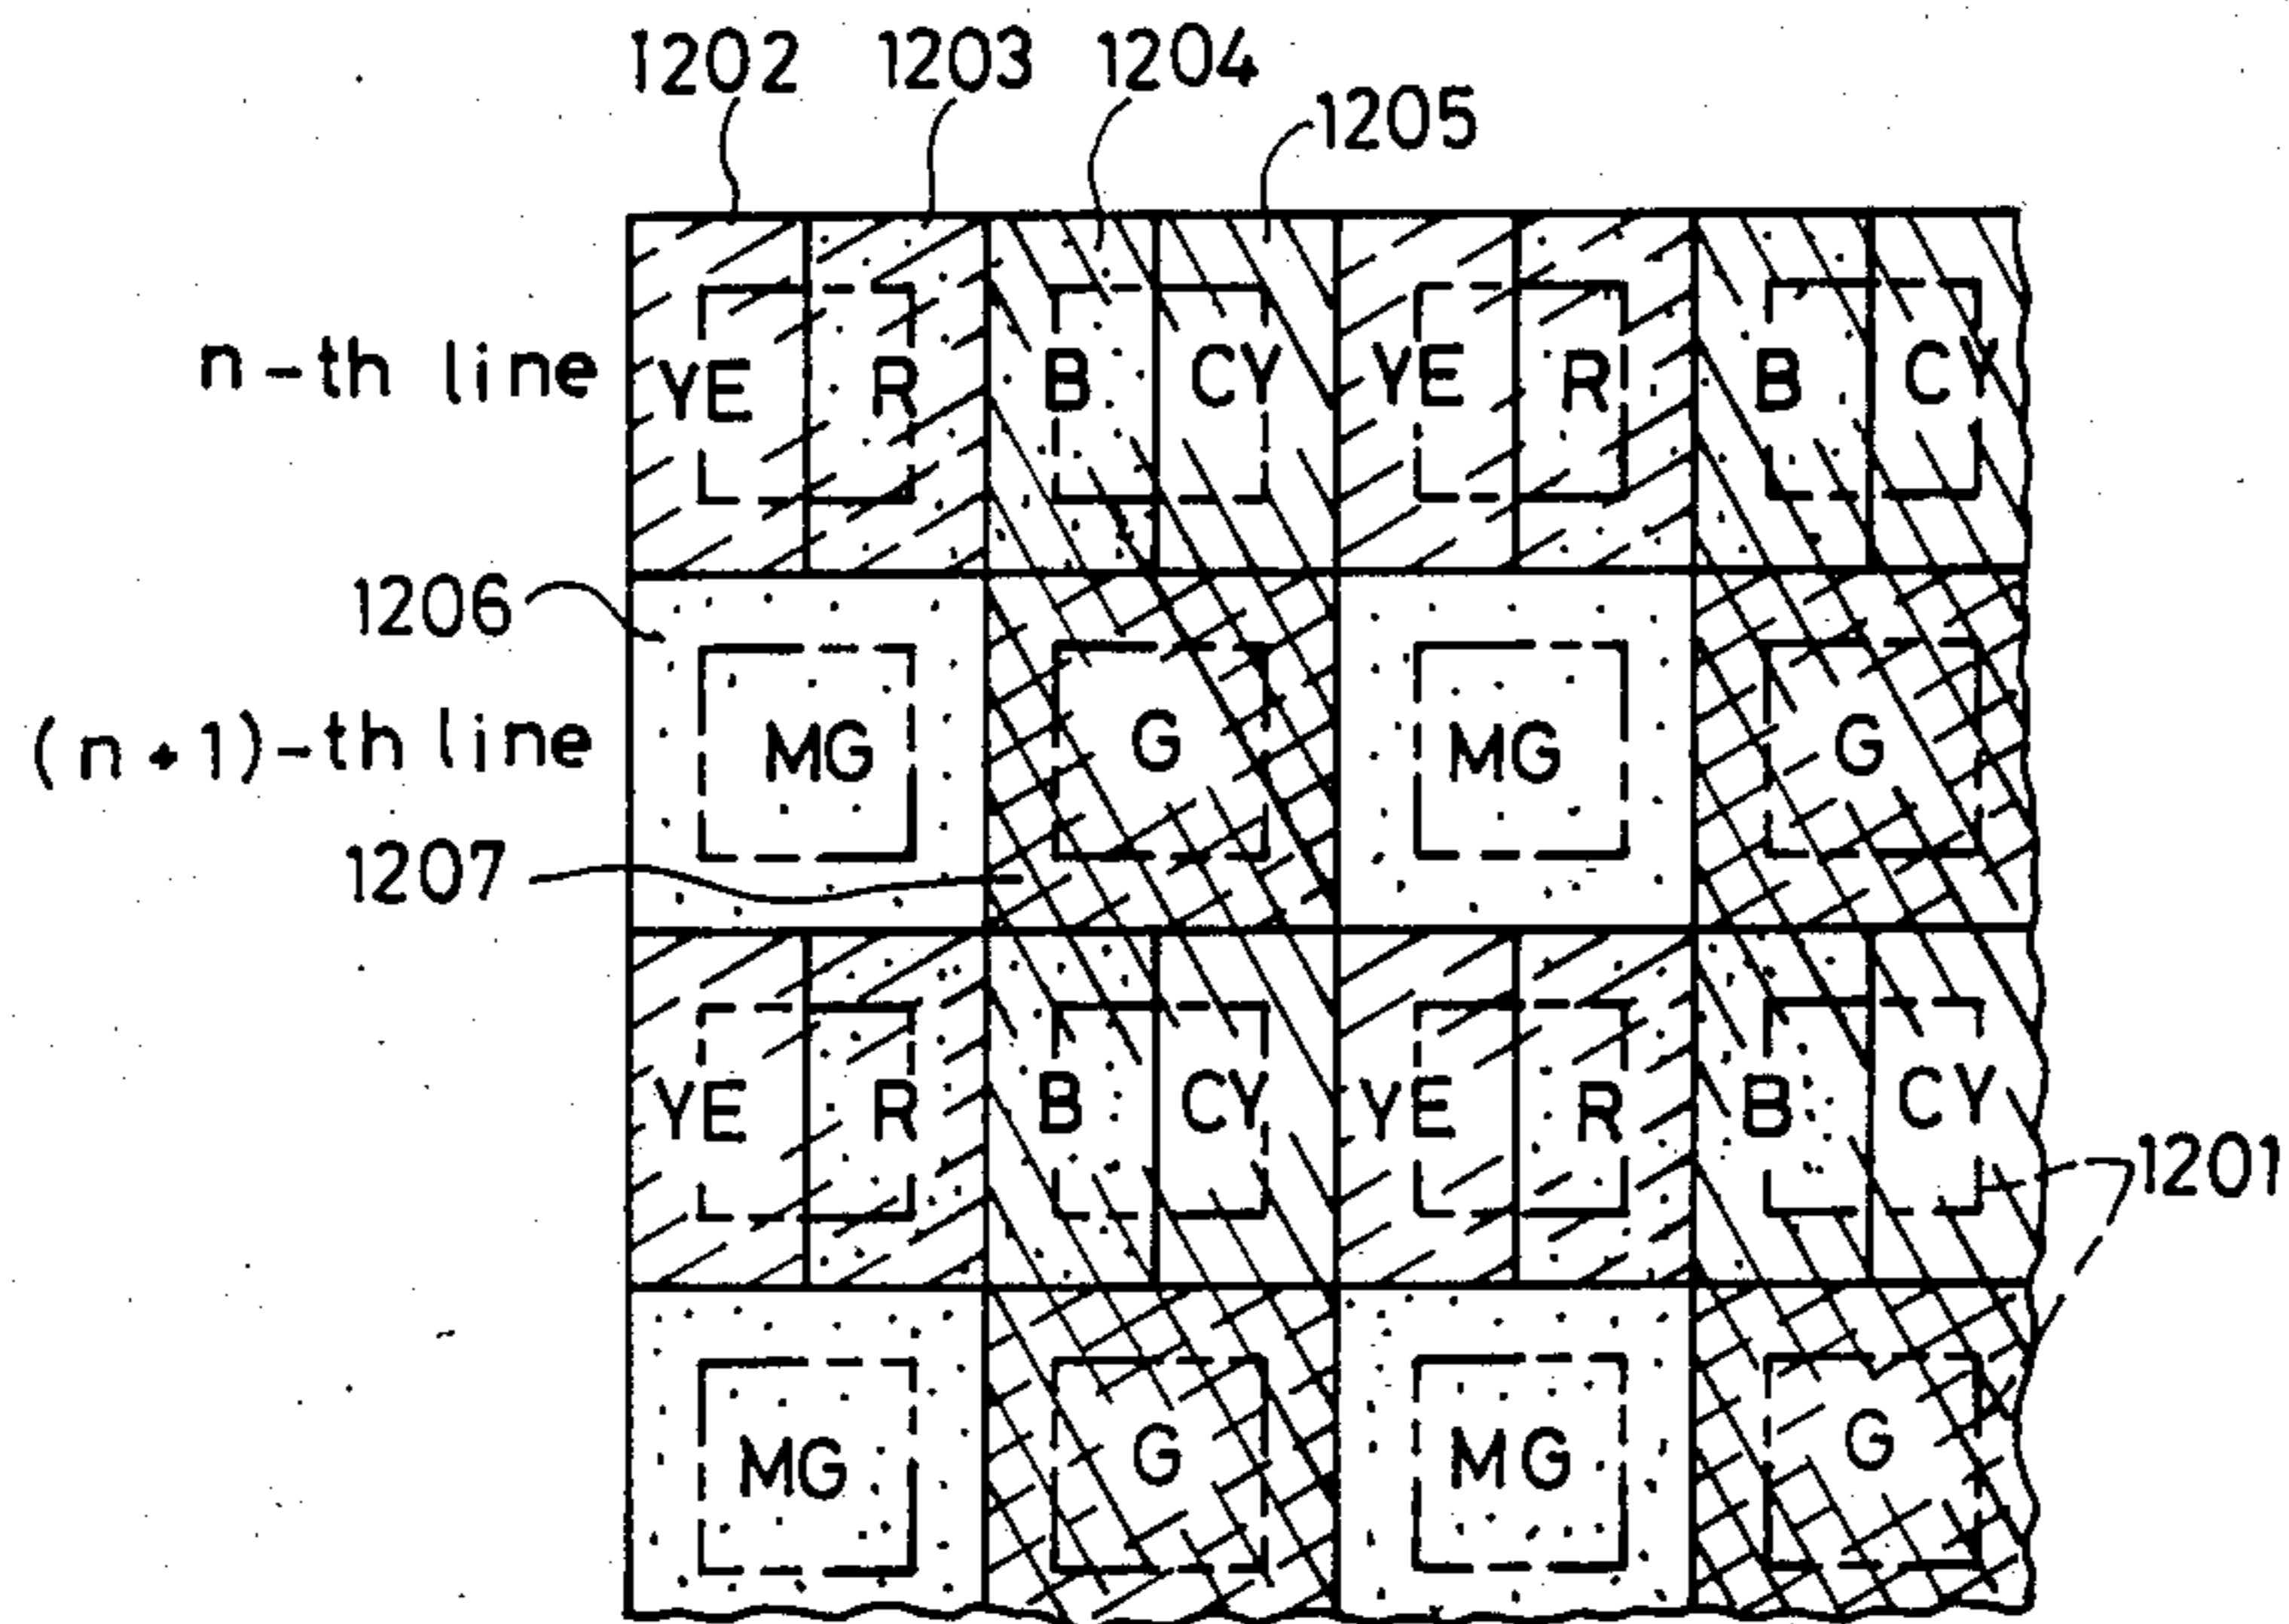 1202 1203 1204 1205
n-th line YE R B CY YE R B CY
1206
(n+1)-th line MG G MG G
1207
YE R B CY YE R B CY
1201
MG G MG G